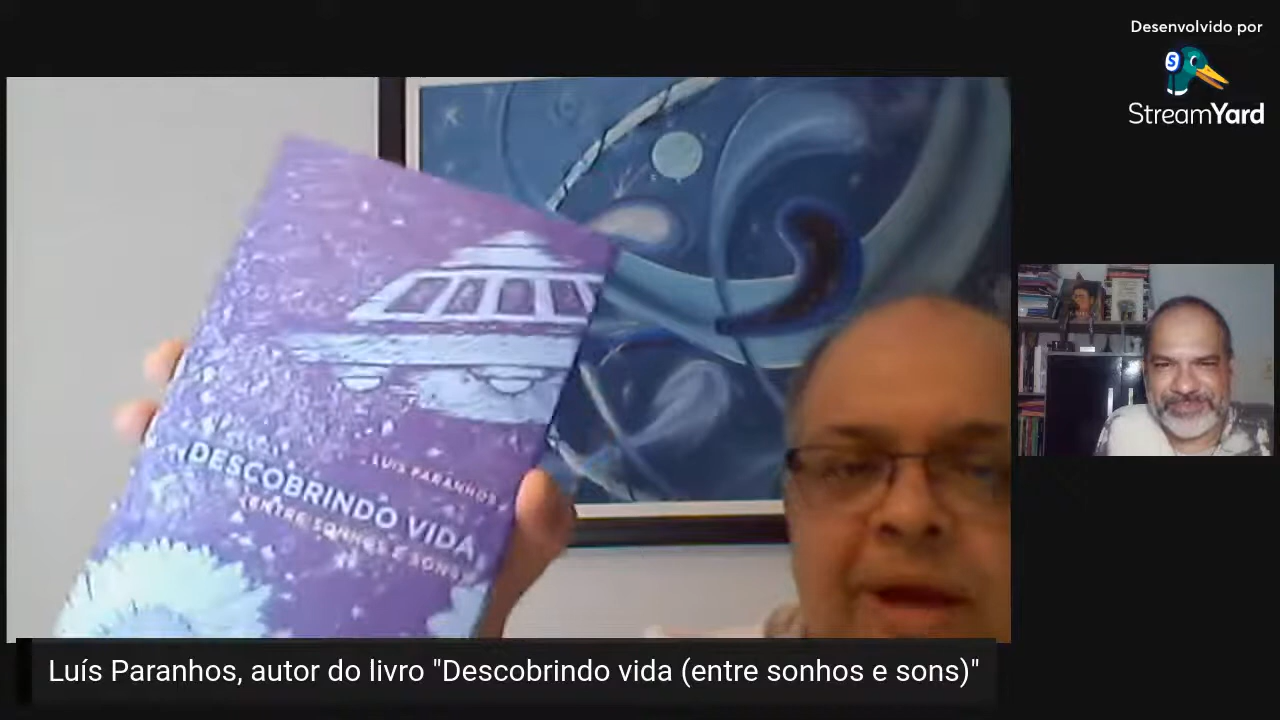 Desenvolvido por
StreamYard
LUIS PARANHOS
DESCOBRINDO VIDA
(ENTRE SONHOS E SONS)
Luís Paranhos, autor do livro "Descobrindo vida (entre sonhos e sons)"